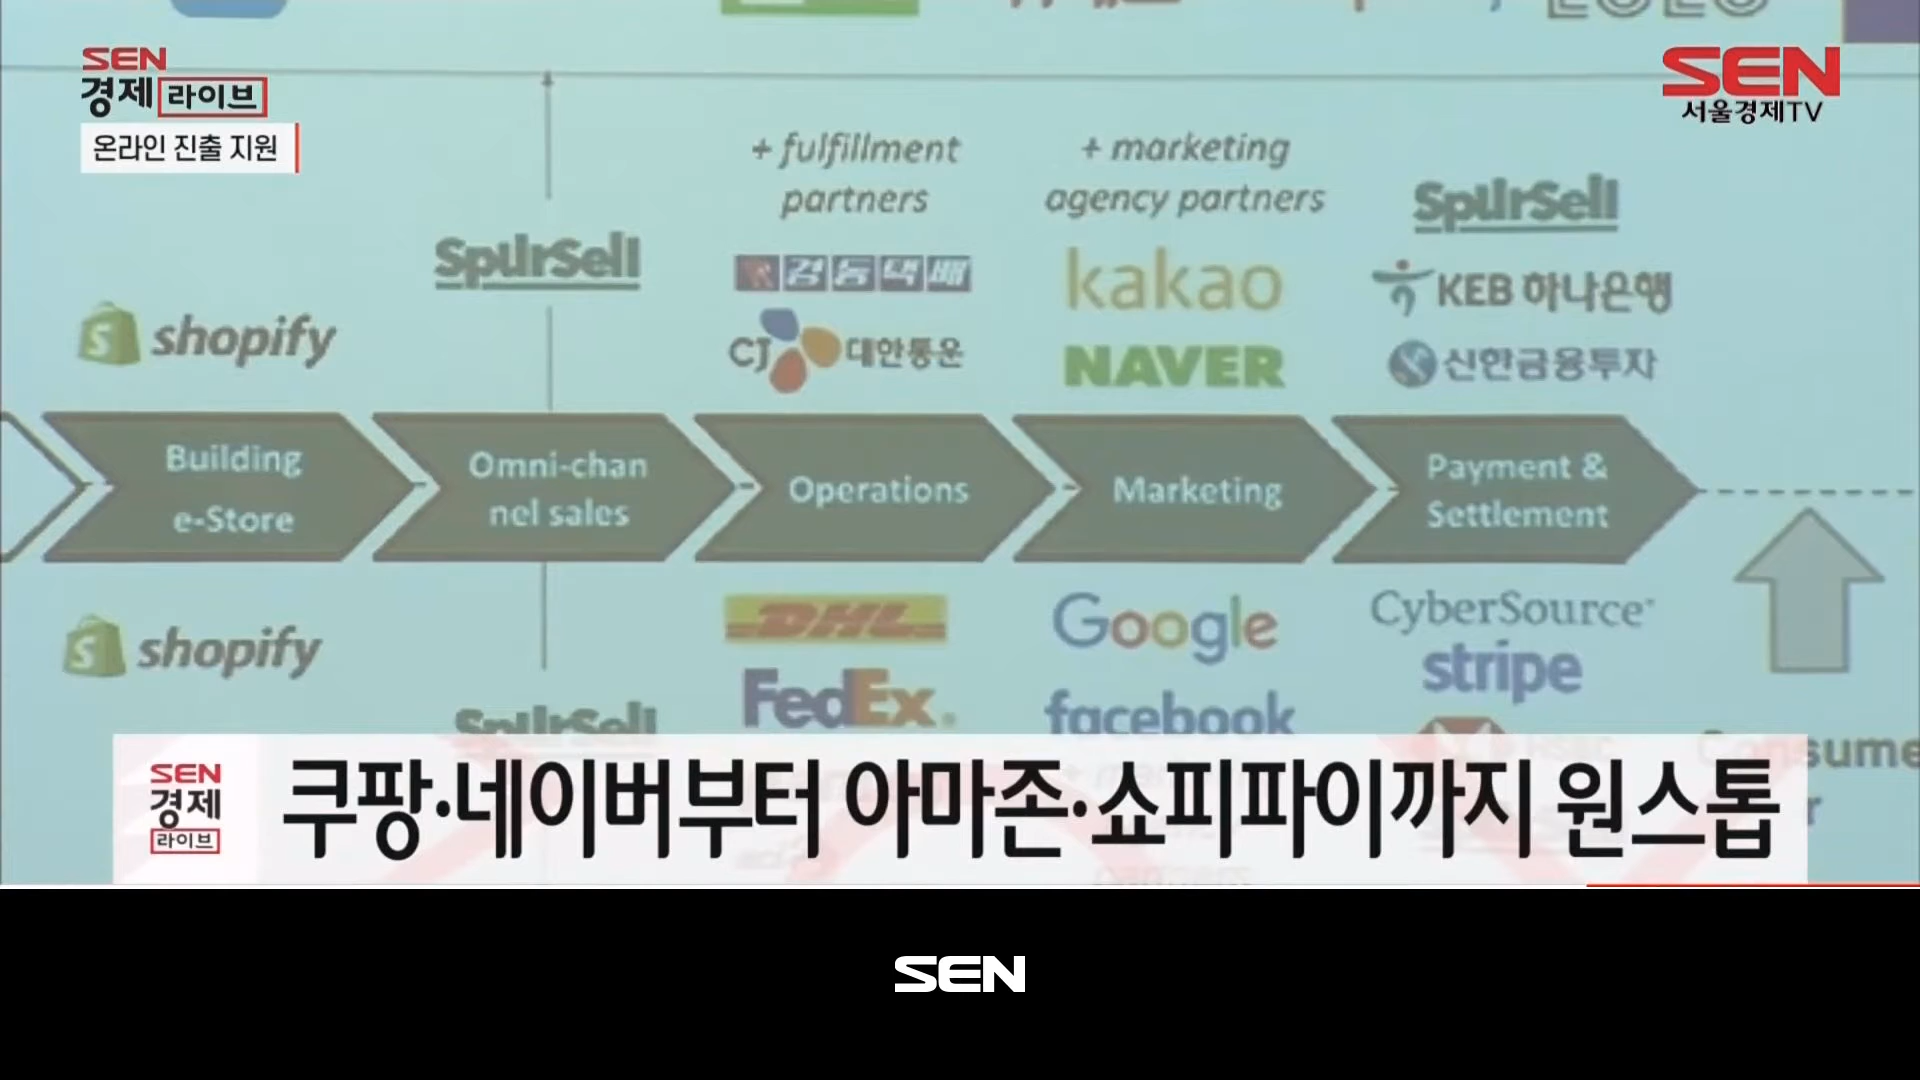 SEN
경제 라이브
온라인 진출 지원
SEN
서울경제TV
+ fulfillment
partners
+ marketing
agency partners
SpurSell
SpurSell
경동택배
kakao
KEB 하나은행
shopify
CJ 대한통운
NAVER
신한금융투자
Building
e-Store
Omni-chan
nel sales
Operations
Marketing
Payment &
Settlement
shopify
DHL
Google
CyberSource
stripe
FedEx
facebook
SpurSell
SEN
경제
라이브
쿠팡·네이버부터 아마존·쇼피파이까지 원스톱
SEN